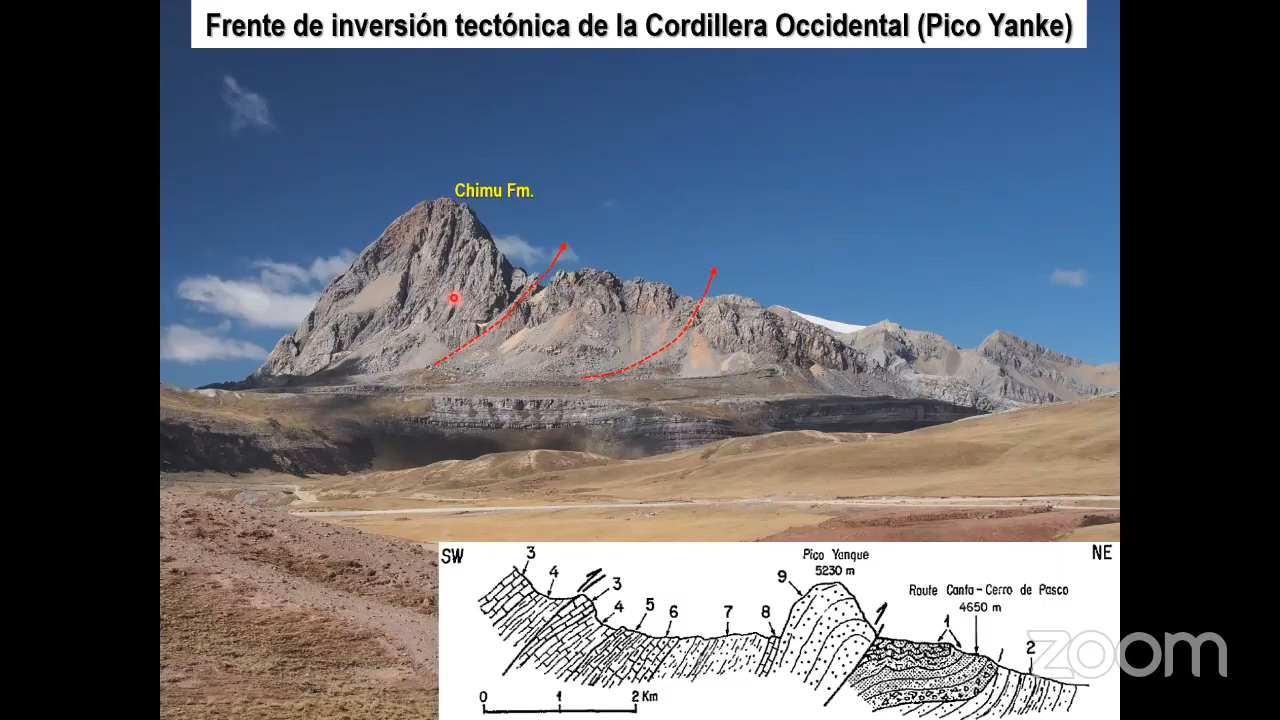 Frente de inversión tectónica de la Cordillera Occidental (Pico Yanke)
Chimu Fm.
SW
NE
Pico Yanque
5230 m
Route Canta-Cerro de Pasco
4650 m
3
4
3
4
5
6
7
8
9
1
2
0
1
2 Km
zoom